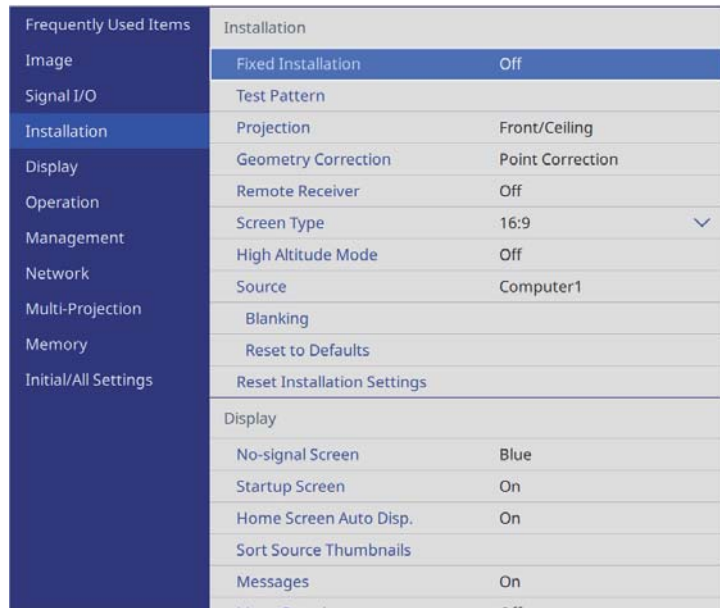 Frequently Used Items
Image
Signal I/O
Installation
Display
Operation
Management
Network
Multi-Projection
Memory
Initial/All Settings
Installation
Fixed Installation Off
Test Pattern
Projection Front/Ceiling
Geometry Correction Point Correction
Remote Receiver Off
Screen Type 16:9
High Altitude Mode Off
Source Computer1
Blanking
Reset to Defaults
Reset Installation Settings
Display
No-signal Screen Blue
Startup Screen On
Home Screen Auto Disp. On
Sort Source Thumbnails
Messages On